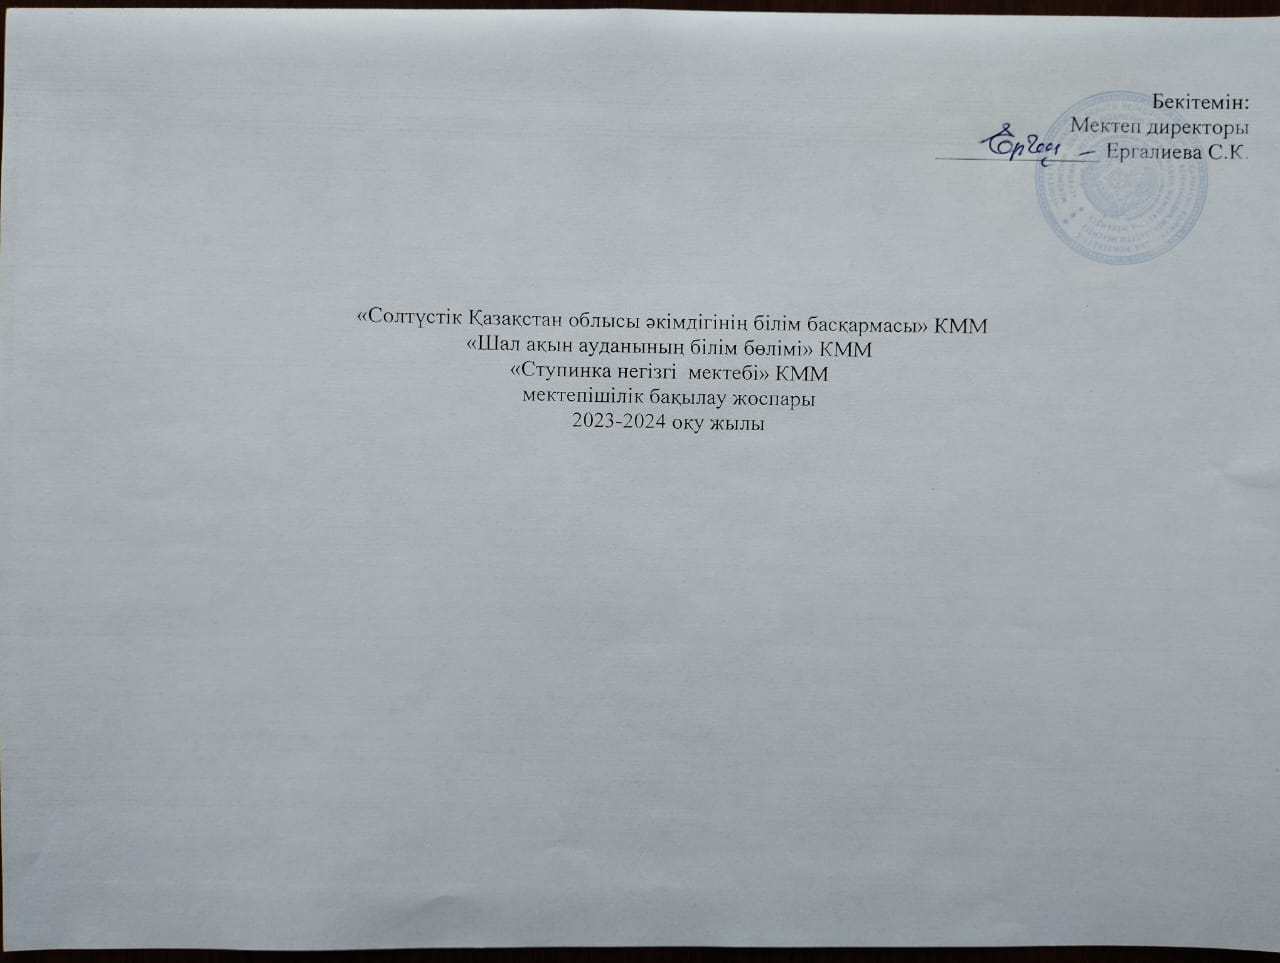 Бекітемін:
Мектеп директоры
Ергалиева С.К.
«Солтүстік Қазақстан облысы әкімдігінің білім басқармасы» КММ
«Шал ақын ауданының білім бөлімі» КММ
«Ступинка негізгі  мектебі» КММ
мектепішілік бақылау жоспары
2023-2024 оқу жылы